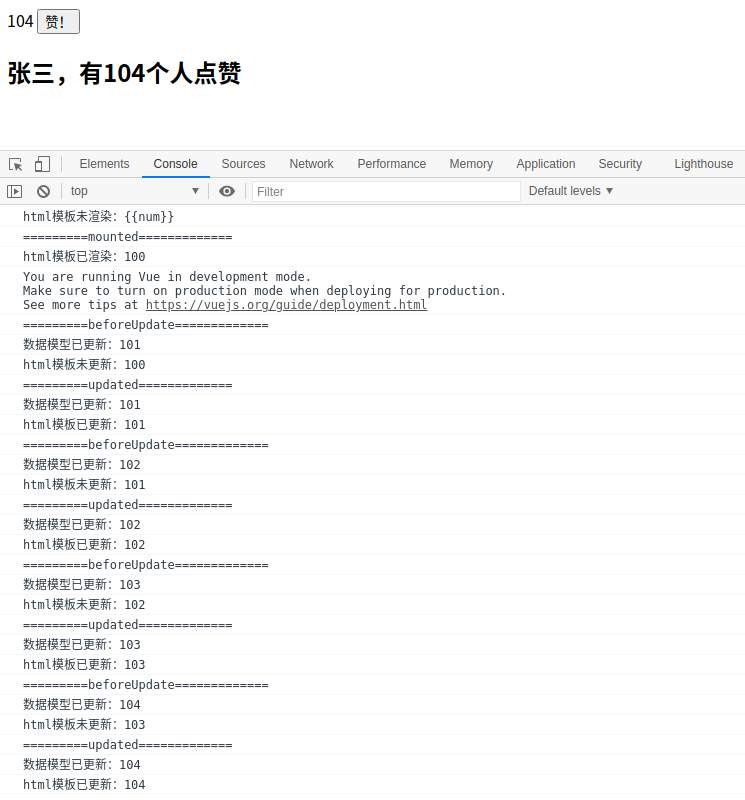 104 赞！
张三，有104个人点赞
Elements Console Sources Network Performance Memory Application Security Lighthouse
top Filter Default levels
html模板未渲染：{{num}}
=========mounted=============
html模板已渲染：100
You are running Vue in development mode.
Make sure to turn on production mode when deploying for production.
See more tips at https://vuejs.org/guide/deployment.html
=========beforeUpdate=============
数据模型已更新：101
html模板未更新：100
=========updated=============
数据模型已更新：101
html模板已更新：101
=========beforeUpdate=============
数据模型已更新：102
html模板未更新：101
=========updated=============
数据模型已更新：102
html模板已更新：102
=========beforeUpdate=============
数据模型已更新：103
html模板未更新：102
=========updated=============
数据模型已更新：103
html模板已更新：103
=========beforeUpdate=============
数据模型已更新：104
html模板未更新：103
=========updated=============
数据模型已更新：104
html模板已更新：104